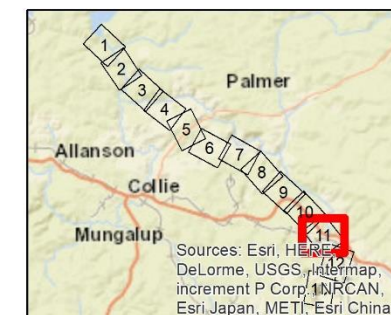 1
2
3
4
Palmer
5
6
7
Allanson
8
Collie
9
10
Mungalup
11
Sources: Esri, HERE,
12
DeLorme, USGS, Intermap,
increment P Corp., NRCAN,
Esri Japan, METI, Esri China